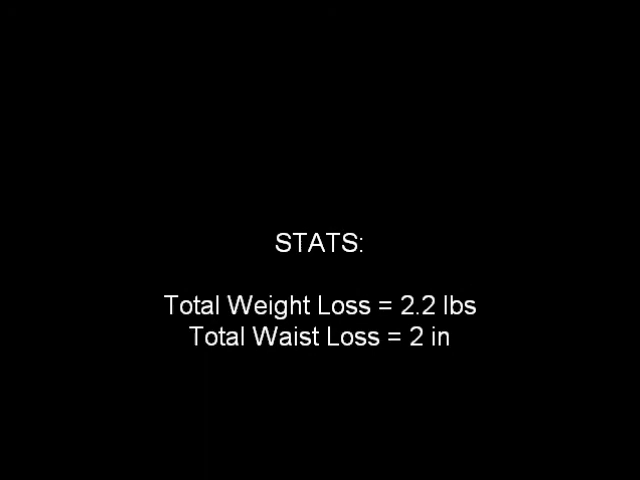 STATS:
Total Weight Loss = 2.2 lbs
Total Waist Loss = 2 in